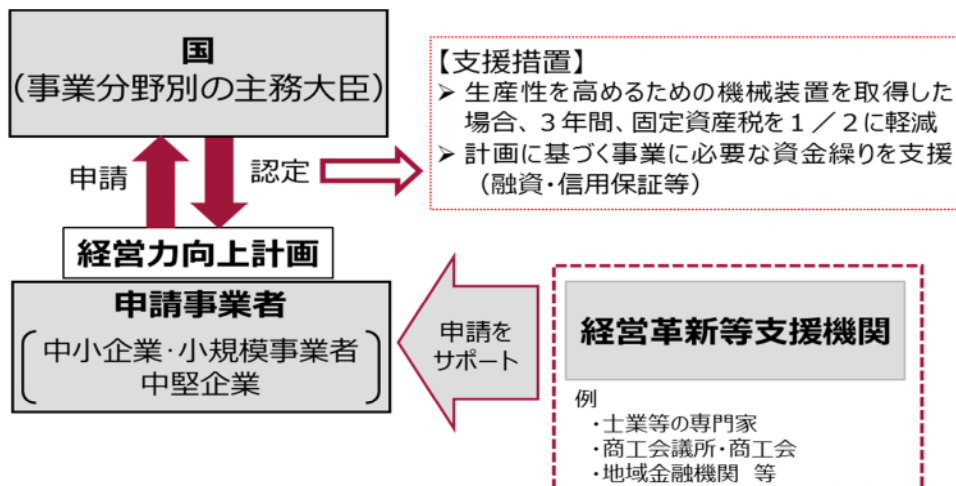 国
（事業分野別の主務大臣）
申請
認定
【支援措置】
➤ 生産性を高めるための機械装置を取得した
場合、３年間、固定資産税を１／２に軽減
➤ 計画に基づく事業に必要な資金繰りを支援
（融資・信用保証等）
経営力向上計画
申請事業者
中小企業・小規模事業者
中堅企業
申請を
サポート
経営革新等支援機関
例
・士業等の専門家
・商工会議所・商工会
・地域金融機関 等